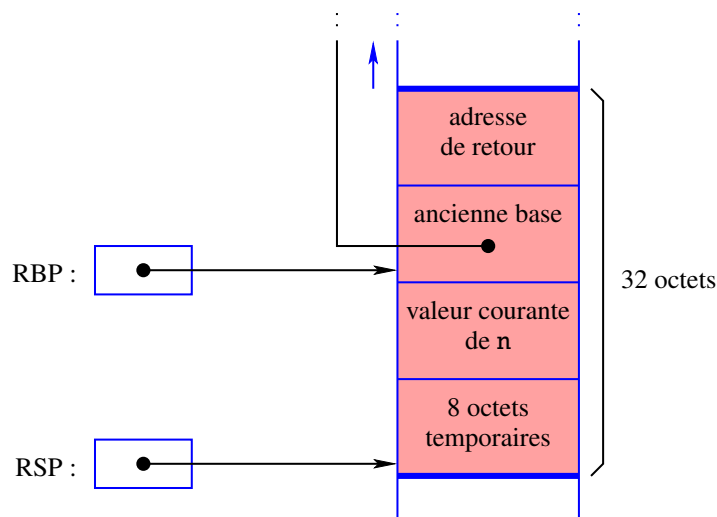 adresse
de retour
ancienne base
RBP :
32 octets
valeur courante
de n
8 octets
temporaires
RSP :